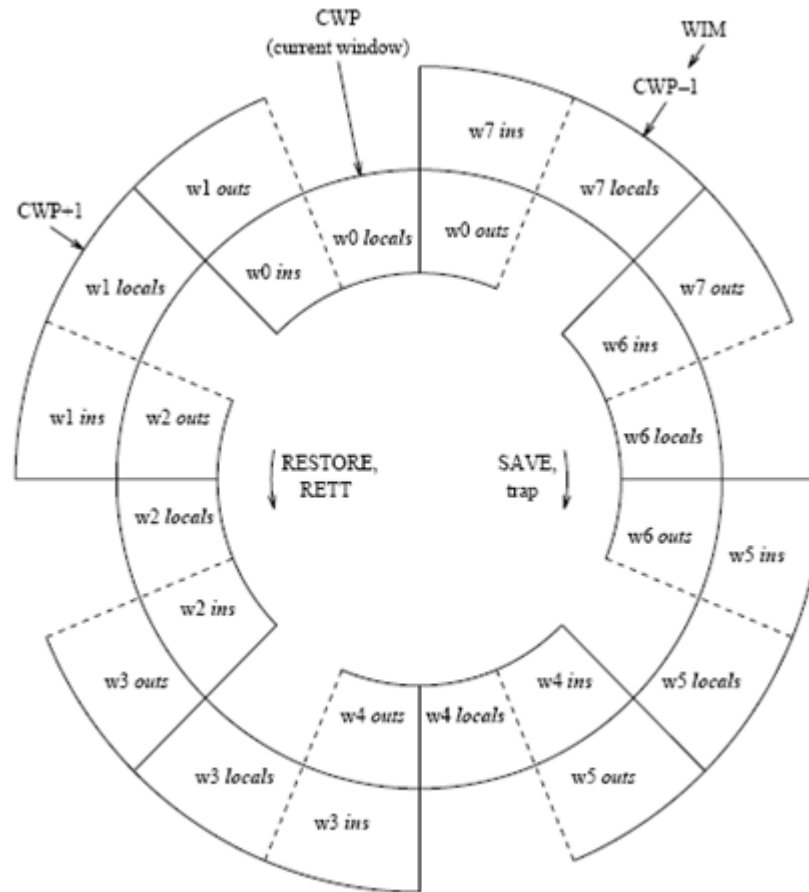 CWP
(current window)
WIM
CWP–1
w7 ins
w1 outs
w7 locals
CWP+1
w0 locals
w0 outs
w0 ins
w1 locals
w7 outs
w6 ins
w1 ins
w2 outs
w6 locals
RESTORE,
RETT
SAVE,
trap
w2 locals
w6 outs
w5 ins
w2 ins
w3 outs
w4 ins
w5 locals
w4 outs
w4 locals
w3 locals
w5 outs
w3 ins